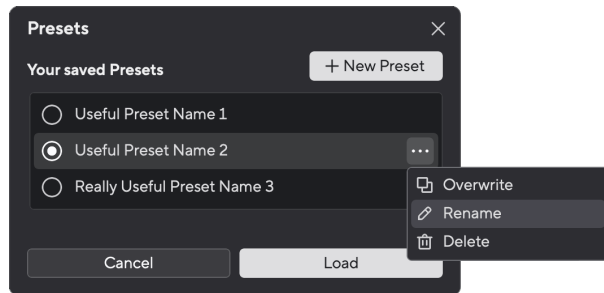 Presets
Your saved Presets
+ New Preset
Useful Preset Name 1
Useful Preset Name 2
Really Useful Preset Name 3
Overwrite
Rename
Delete
Cancel
Load